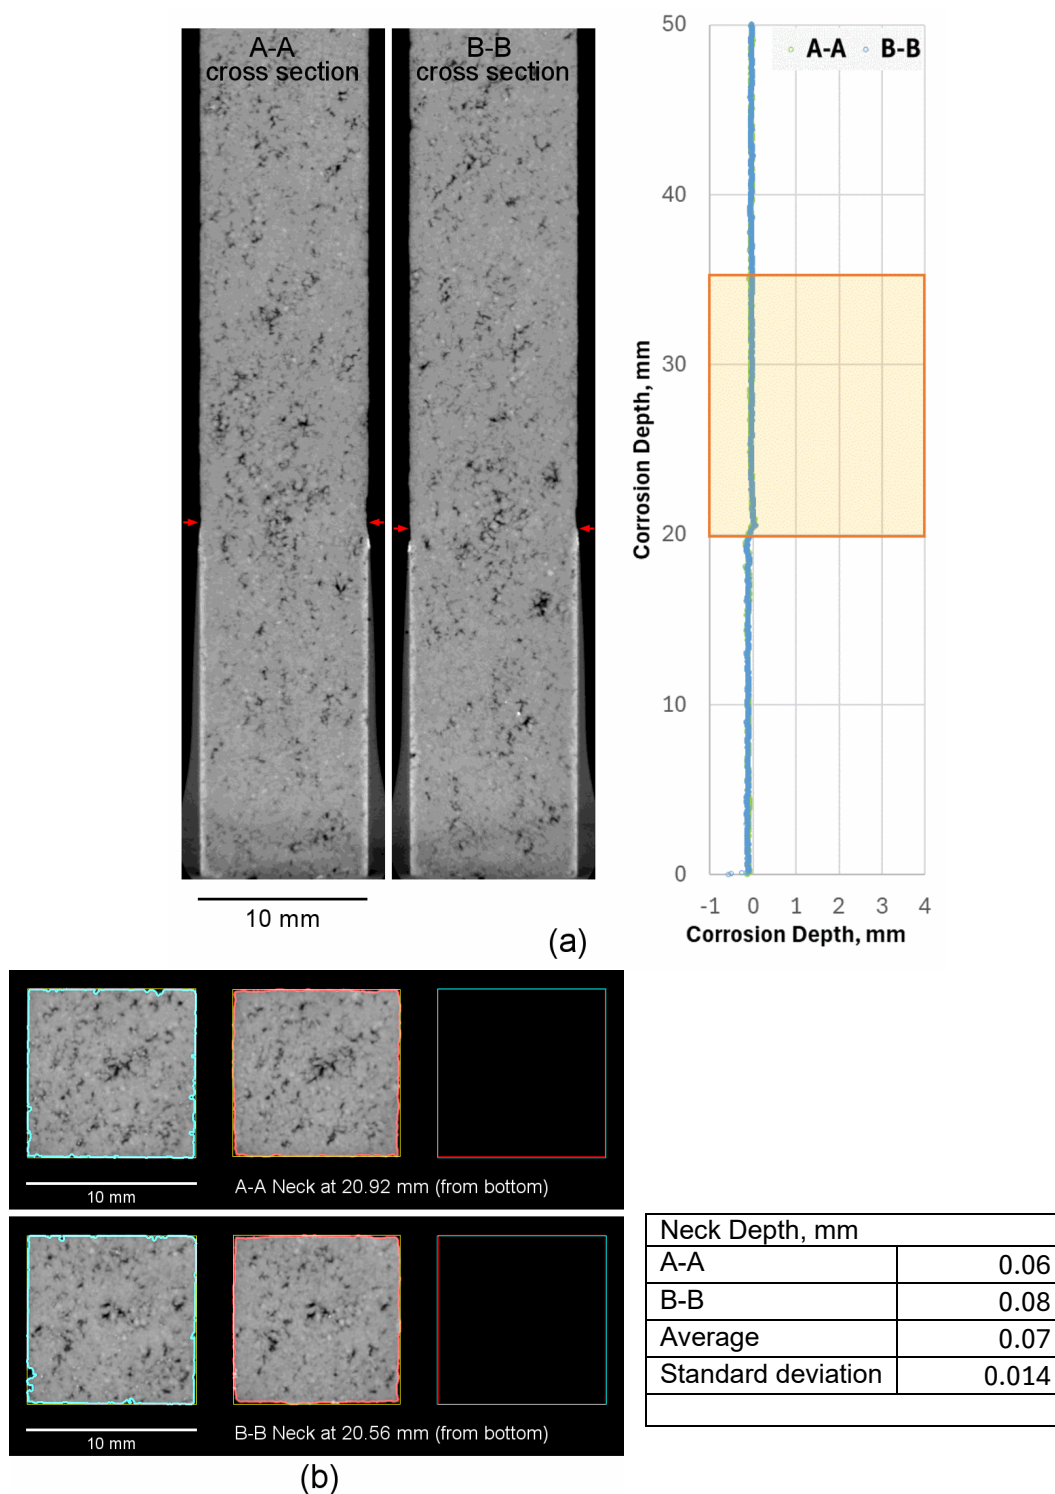 A-A
cross section
B-B
cross section
10 mm
(a)
A-A
B-B
50
40
30
20
10
0
Corrosion Depth, mm
-1 0 1 2 3 4
Corrosion Depth, mm
10 mm
A-A Neck at 20.92 mm (from bottom)
10 mm
B-B Neck at 20.56 mm (from bottom)
(b)
Neck Depth, mm
A-A 0.06
B-B 0.08
Average 0.07
Standard deviation 0.014